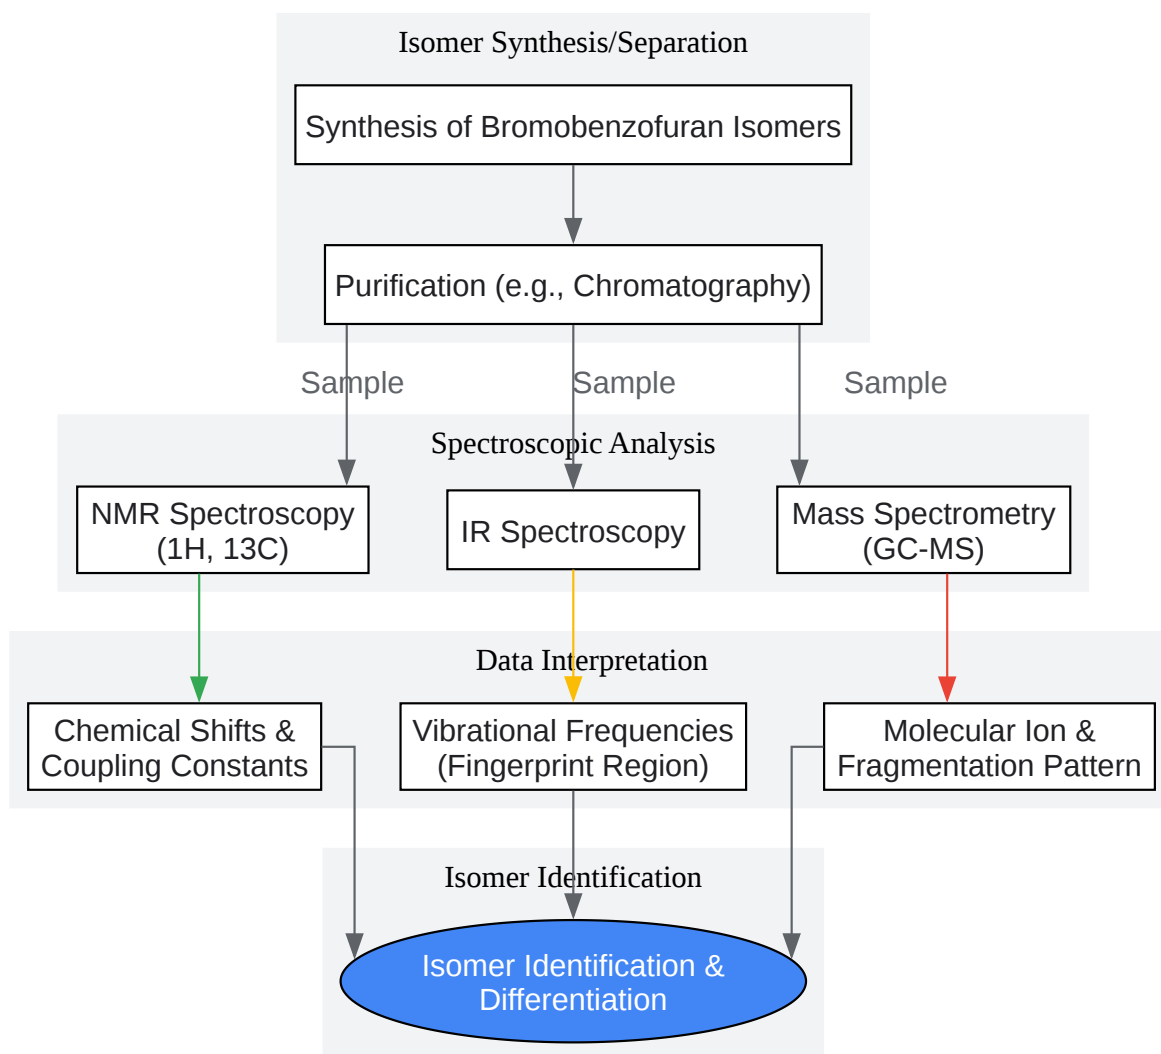 Isomer Synthesis/Separation
Synthesis of Bromobenzofuran Isomers
Purification (e.g., Chromatography)
Sample
Sample
Sample
Spectroscopic Analysis
NMR Spectroscopy
(1H, 13C)
IR Spectroscopy
Mass Spectrometry
(GC-MS)
Data Interpretation
Chemical Shifts &
Coupling Constants
Vibrational Frequencies
(Fingerprint Region)
Molecular Ion &
Fragmentation Pattern
Isomer Identification
Isomer Identification &
Differentiation